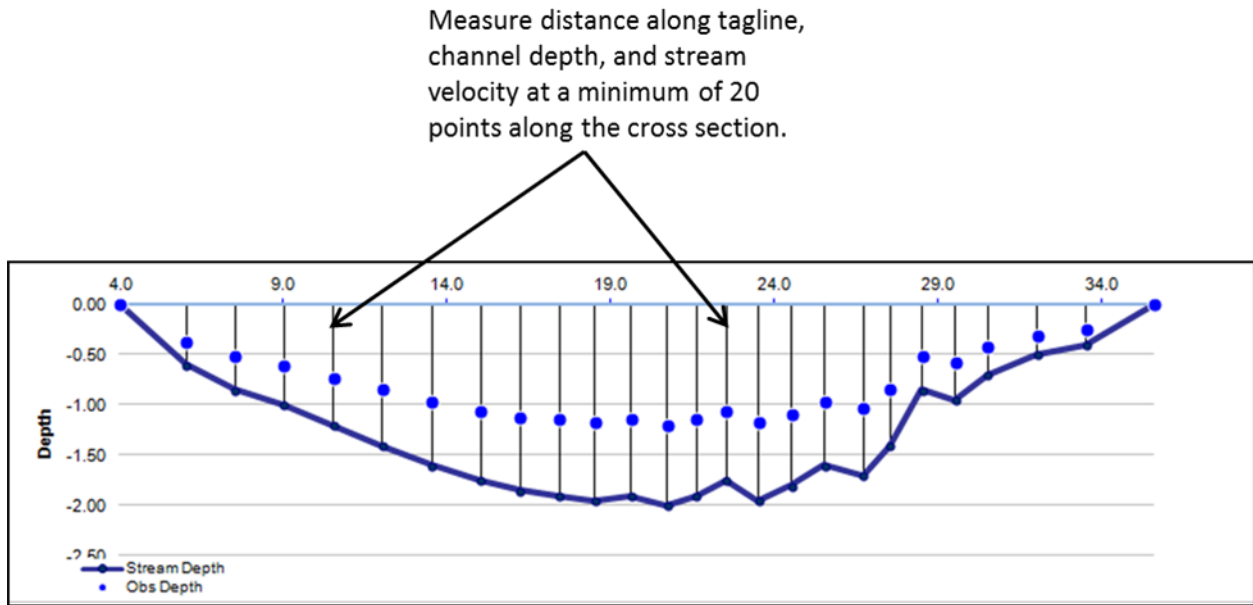 Measure distance along tagline,
channel depth, and stream
velocity at a minimum of 20
points along the cross section.
4.0 9.0 14.0 19.0 24.0 29.0 34.0
0.00
-0.50
-1.00
-1.50
-2.00
-2.50
Depth
Stream Depth
Obs Depth